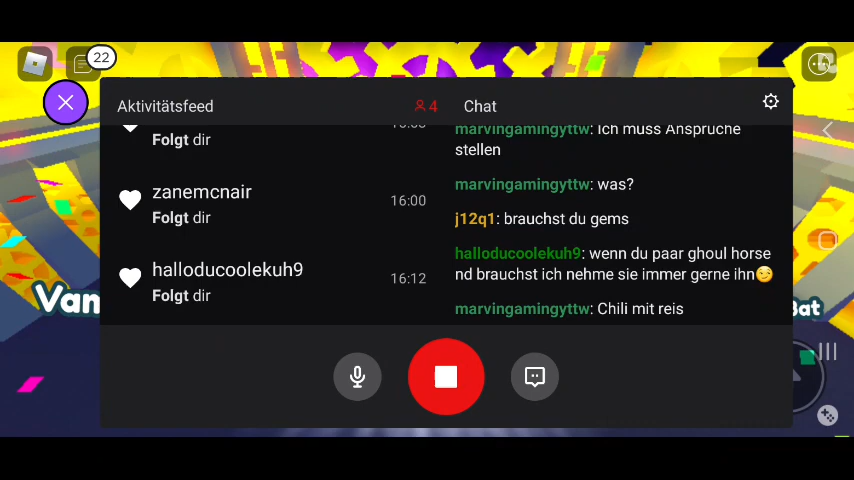 22
Aktivitätsfeed
4
Chat
Folgt dir
zanemcnair
16:00
Folgt dir
halloducoolekuh9
16:12
Folgt dir
marvingamingyttw: Ich muss Ansprüche
stellen
marvingamingyttw: was?
j12q1: brauchst du gems
halloducoolekuh9: wenn du paar ghoul horse
nd brauchst ich nehme sie immer gerne ihn😏
marvingamingyttw: Chili mit reis
Vam
Bat